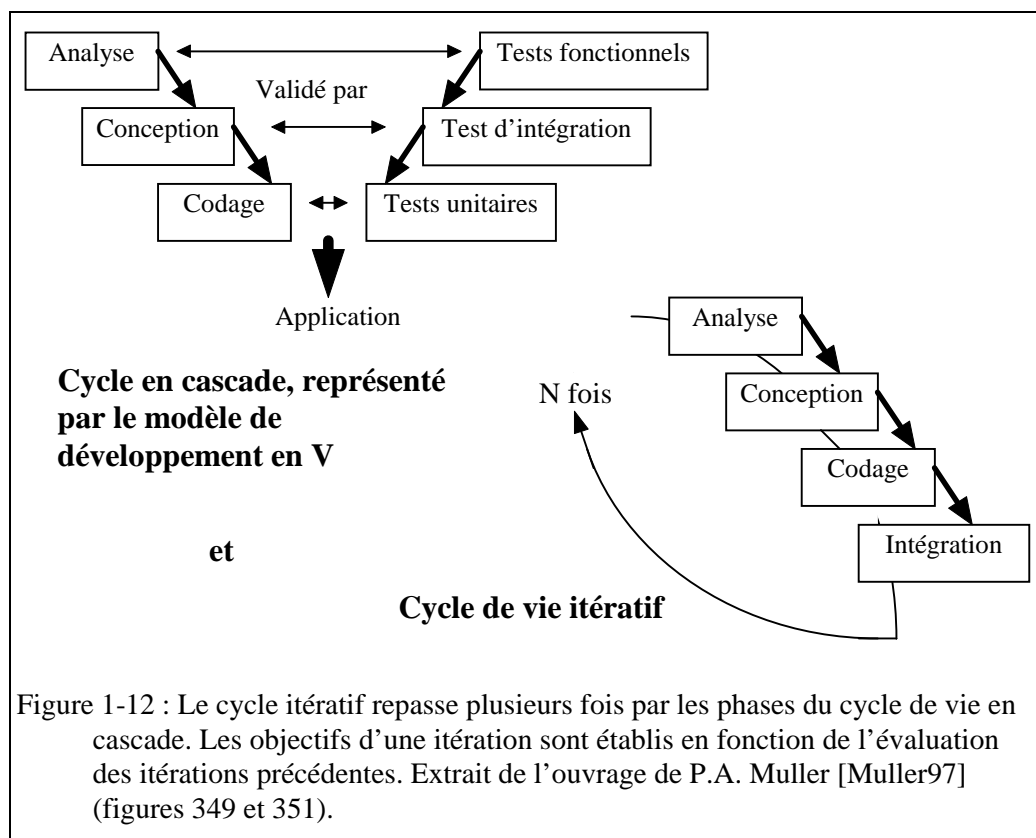 Analyse
Tests fonctionnels
Validé par
Conception
Test d'intégration
Codage
Tests unitaires
Application
Cycle en cascade, représenté
par le modèle de
développement en V
et
Analyse
N fois
Conception
Codage
Intégration
Cycle de vie itératif
Figure 1-12 : Le cycle itératif repasse plusieurs fois par les phases du cycle de vie en
cascade. Les objectifs d'une itération sont établis en fonction de l'évaluation
des itérations précédentes. Extrait de l'ouvrage de P.A. Muller [Muller97]
(figures 349 et 351).